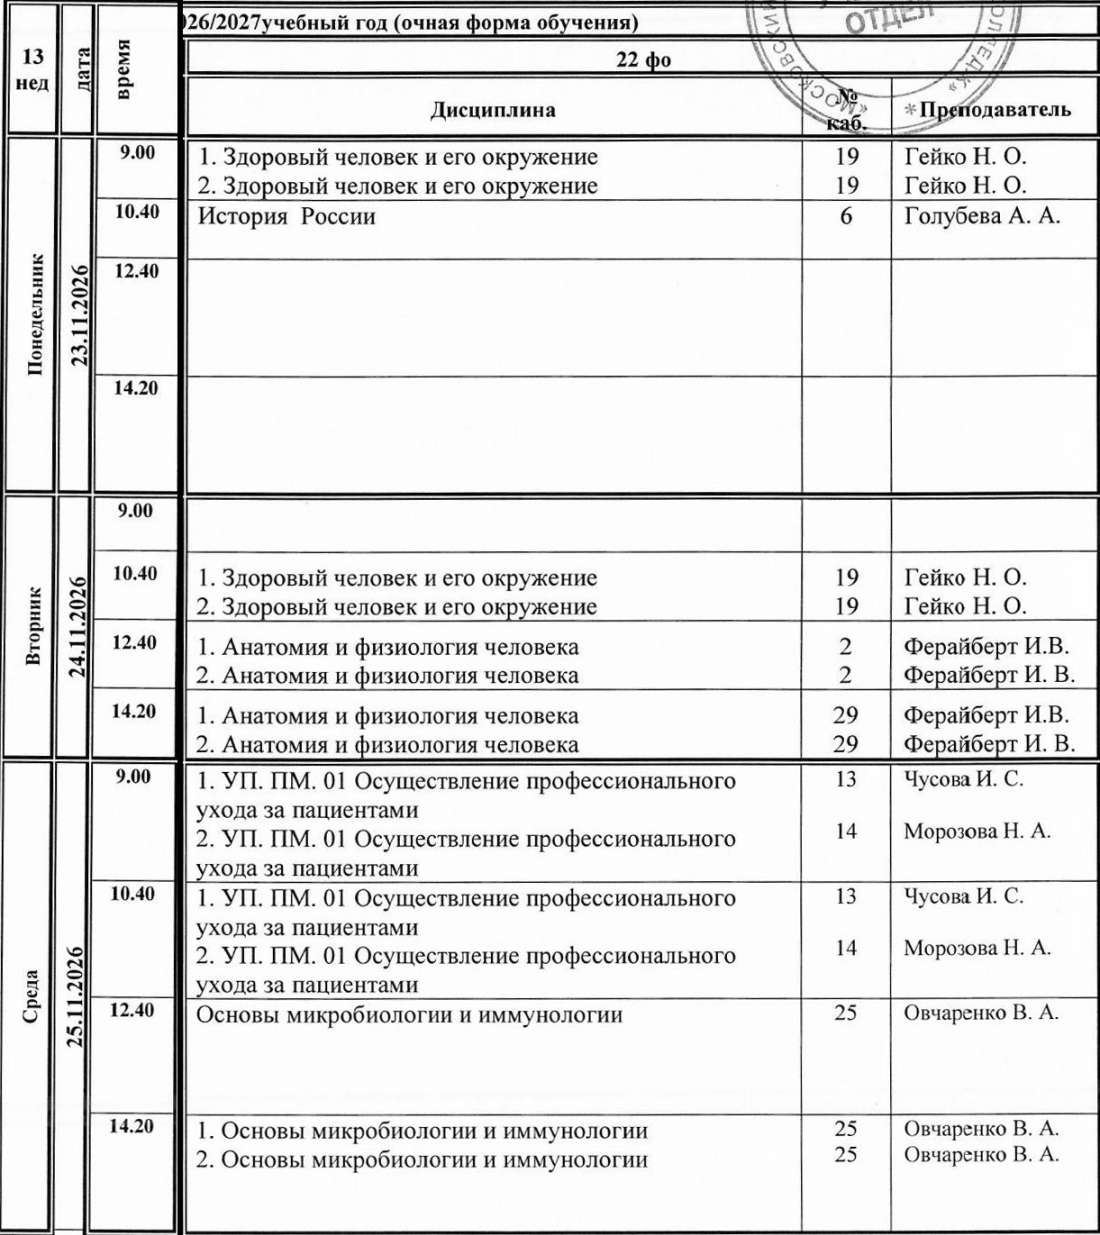 026/2027учебный год (очная форма обучения)
ОТДЕЛ
13 нед
дата
время
22 фо
Дисциплина
№ каб.
Преподаватель
«МОСКОВСКИЙ
КОЛЛЕДЖ»
Понедельник
23.11.2026
9.00
1. Здоровый человек и его окружение 19 Гейко Н. О.
2. Здоровый человек и его окружение 19 Гейко Н. О.
10.40
История России 6 Голубева А. А.
12.40
14.20
Вторник
24.11.2026
9.00
10.40
1. Здоровый человек и его окружение 19 Гейко Н. О.
2. Здоровый человек и его окружение 19 Гейко Н. О.
12.40
1. Анатомия и физиология человека 2 Ферайберт И.В.
2. Анатомия и физиология человека 2 Ферайберт И. В.
14.20
1. Анатомия и физиология человека 29 Ферайберт И.В.
2. Анатомия и физиология человека 29 Ферайберт И. В.
Среда
25.11.2026
9.00
1. УП. ПМ. 01 Осуществление профессионального 13 Чусова И. С.
ухода за пациентами
2. УП. ПМ. 01 Осуществление профессионального 14 Морозова Н. А.
ухода за пациентами
10.40
1. УП. ПМ. 01 Осуществление профессионального 13 Чусова И. С.
ухода за пациентами
2. УП. ПМ. 01 Осуществление профессионального 14 Морозова Н. А.
ухода за пациентами
12.40
Основы микробиологии и иммунологии 25 Овчаренко В. А.
14.20
1. Основы микробиологии и иммунологии 25 Овчаренко В. А.
2. Основы микробиологии и иммунологии 25 Овчаренко В. А.